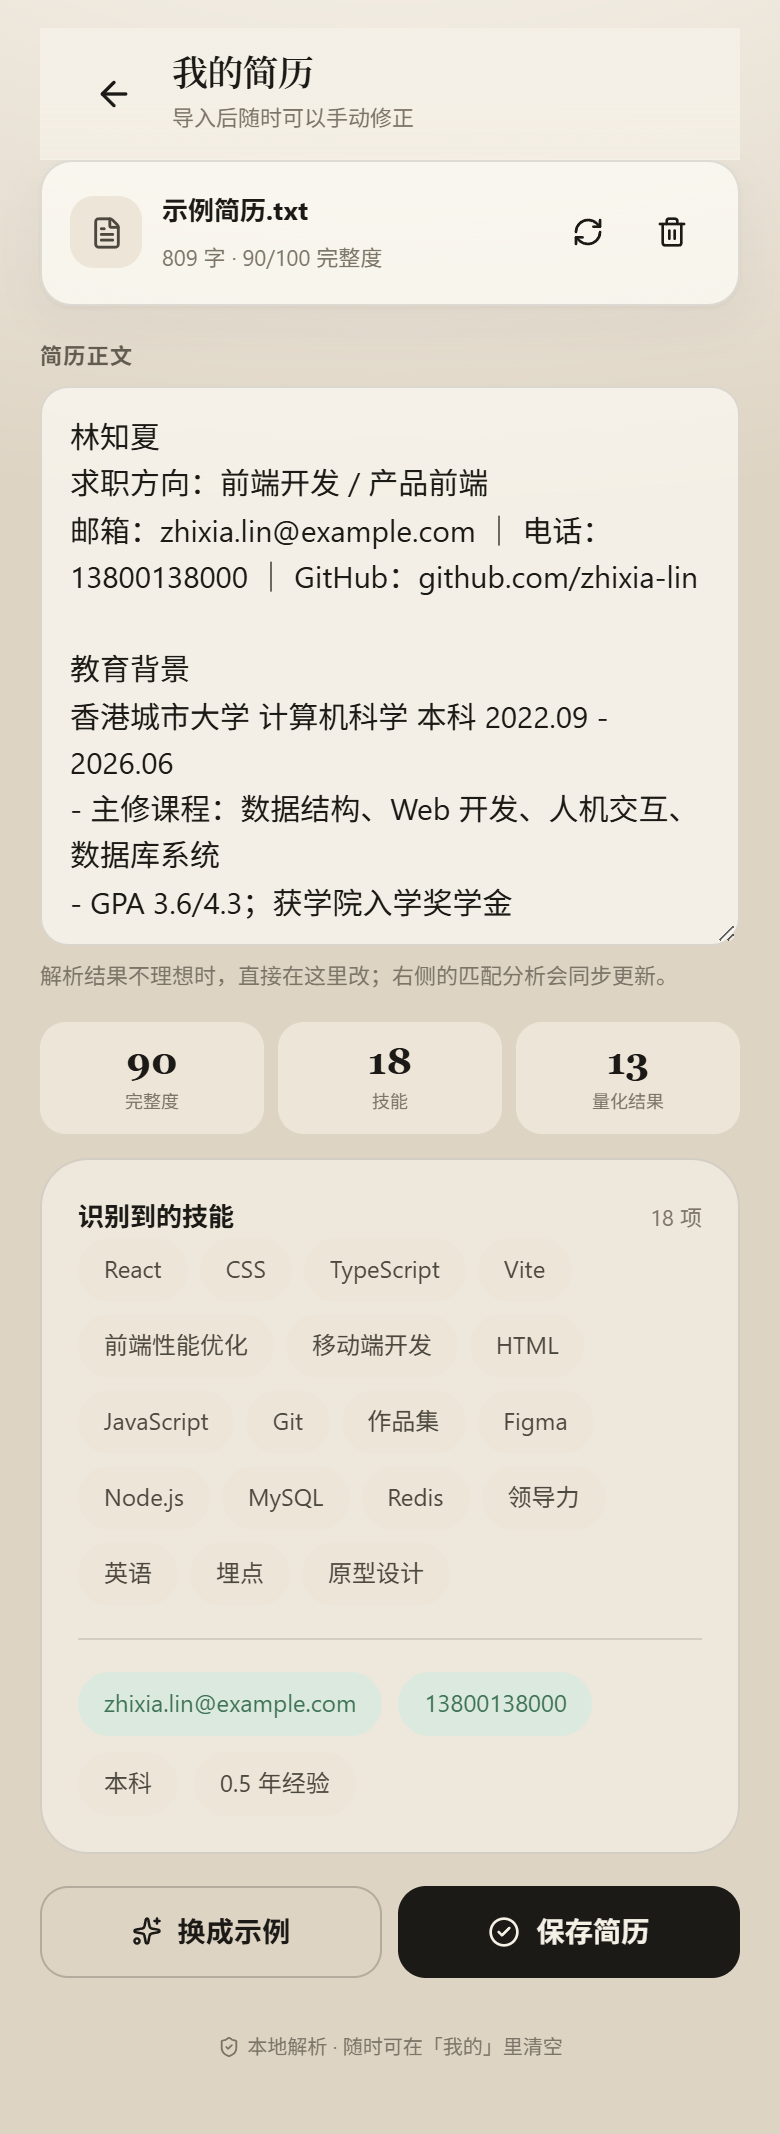 我的简历
导入后随时可以手动修正
示例简历.txt
809 字 · 90/100 完整度
简历正文
林知夏
求职方向：前端开发 / 产品前端
邮箱：zhixia.lin@example.com ｜ 电话：
13800138000 ｜ GitHub：github.com/zhixia-lin
教育背景
香港城市大学 计算机科学 本科 2022.09 -
2026.06
- 主修课程：数据结构、Web 开发、人机交互、
数据库系统
- GPA 3.6/4.3；获学院入学奖学金
解析结果不理想时，直接在这里改；右侧的匹配分析会同步更新。
90 18 13
完整度 技能 量化结果
识别到的技能 18 项
React CSS TypeScript Vite
前端性能优化 移动端开发 HTML
JavaScript Git 作品集 Figma
Node.js MySQL Redis 领导力
英语 埋点 原型设计
zhixia.lin@example.com 13800138000
本科 0.5 年经验
换成示例 保存简历
本地解析 · 随时可在「我的」里清空